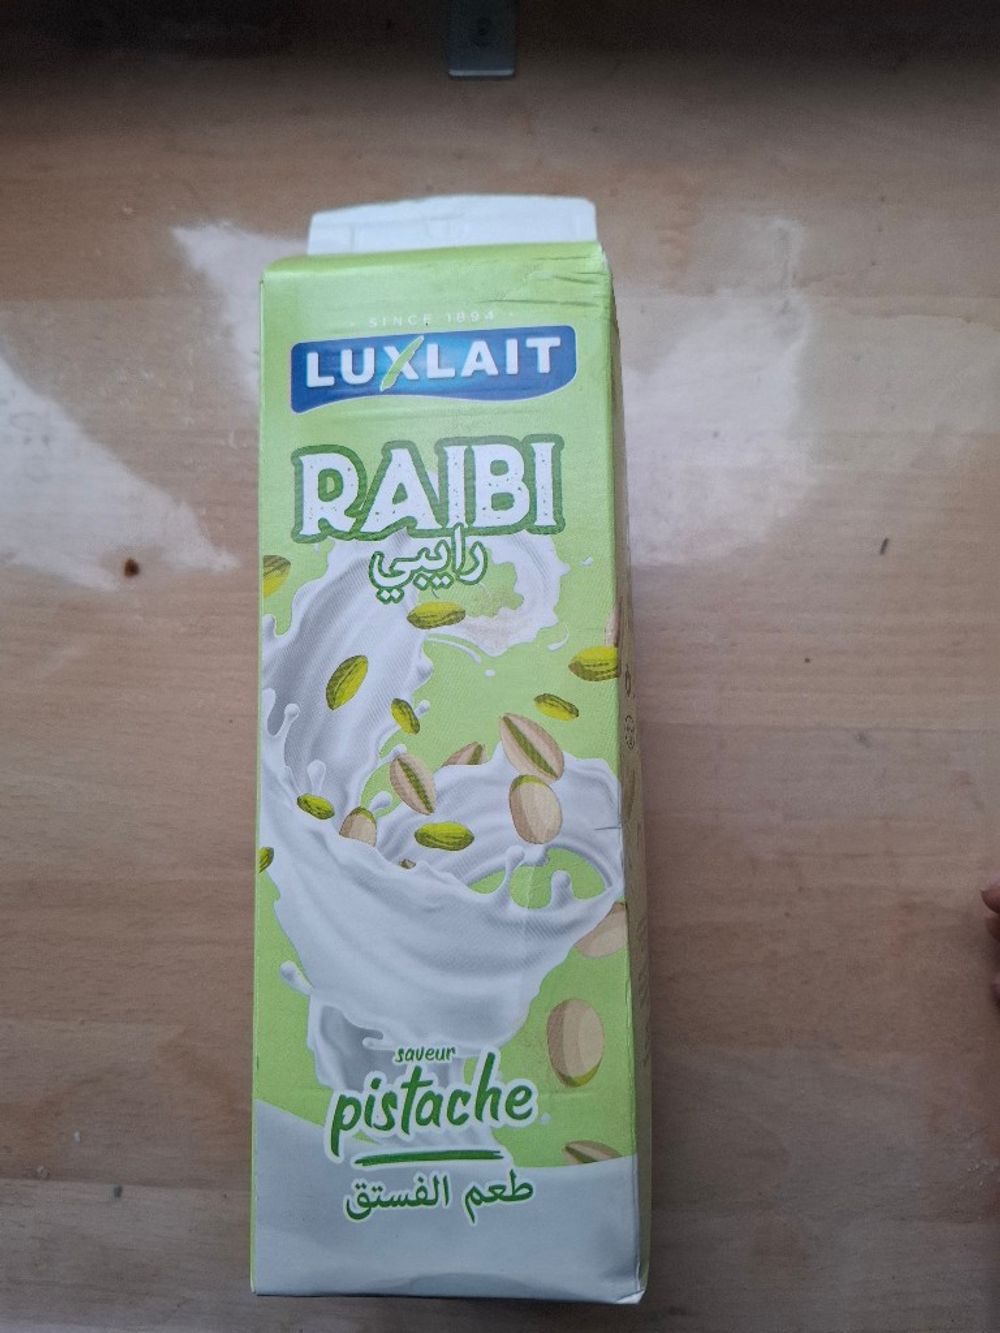 SINCE 1894
LUXLAIT
RAIBI
رايبي
saveur
pistache
طعم الفستق